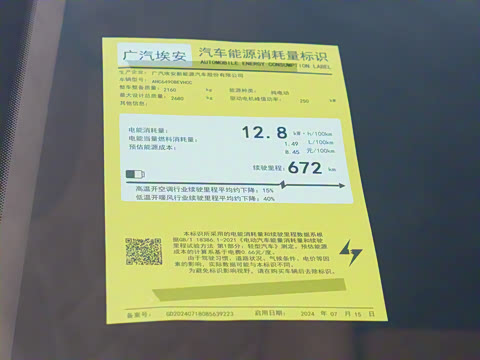 广汽埃安 汽车能源消耗量标识
AUTOMOBILE ENERGY CONSUMPTION LABEL
生产企业: 广汽埃安新能源汽车股份有限公司
车辆型号:
整车整备质量: 2160 kg 能源种类: 纯电动
最大设计总质量: 2680 kg 驱动电机峰值功率: 250 kW
其他信息:
电能消耗量: 12.8 kW·h/100km
电能当量燃料消耗量: 1.49 L/100km
预估能源成本: 8.45 元/100km
续驶里程: 672 km
高温开空调行业续驶里程平均约下降: 15%
低温开暖风行业续驶里程平均约下降: 40%
本标识所采用的电能消耗量和续驶里程数据系根
据GB/T 18386.1-2021《电动汽车能量消耗量和续驶
里程试验方法 第1部分: 轻型汽车》测定。预估能源
成本的计算系基于电费0.66元/度。
由于驾驶习惯、道路状况、气候条件、电价等因
素的影响, 实际数据可能与本标识不同。
为避免标识影响视野, 请在购买车辆后去除标识。
备案号: GD20240718085639223 启用日期: 2024 年 07 月 15 日